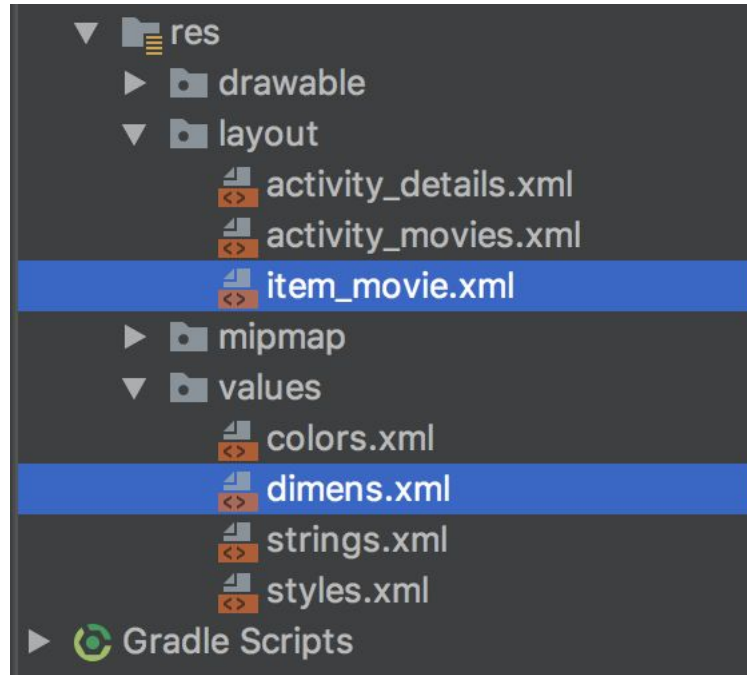 res
drawable
layout
activity_details.xml
activity_movies.xml
item_movie.xml
mipmap
values
colors.xml
dimens.xml
strings.xml
styles.xml
Gradle Scripts